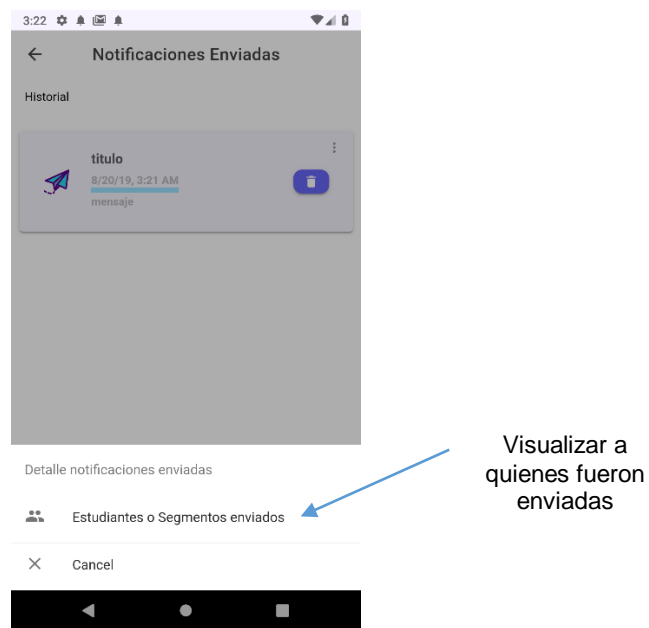 3:22
Notificaciones Enviadas
Historial
titulo
8/20/19, 3:21 AM
mensaje
Detalle notificaciones enviadas
Estudiantes o Segmentos enviados
Cancel
Visualizar a
quienes fueron
enviadas